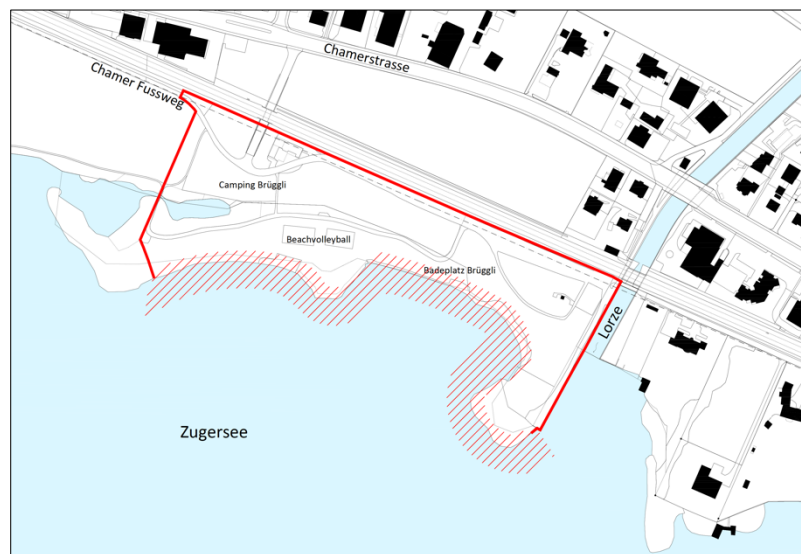 Chamerstrasse
Chamer Fussweg
Camping Brüggli
Beachvolleyball
Badeplatz Brüggli
Lorze
Zugersee